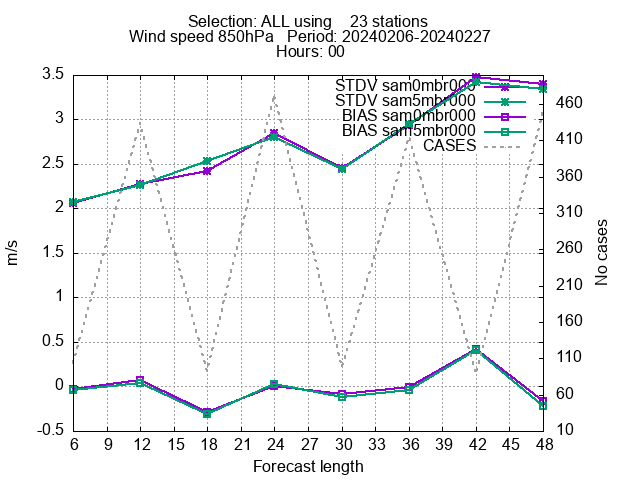 Selection: ALL using 23 stations
Wind speed 850hPa Period: 20240206-20240227
Hours: 00
STDV sam0mbr000
STDV sam5mbr000
BIAS sam0mbr000
BIAS sam5mbr000
CASES
3.5
3
2.5
2
1.5
1
0.5
0
-0.5
m/s
460
410
360
310
260
210
160
110
60
10
No cases
6 9 12 15 18 21 24 27 30 33 36 39 42 45 48
Forecast length